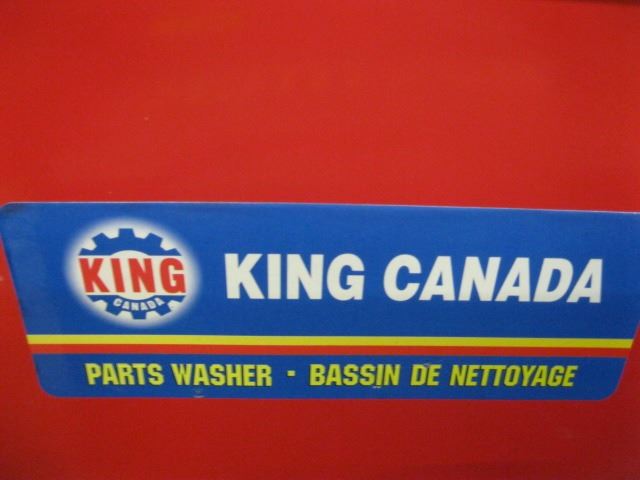 KING
CANADA
KING CANADA
PARTS WASHER · BASSIN DE NETTOYAGE